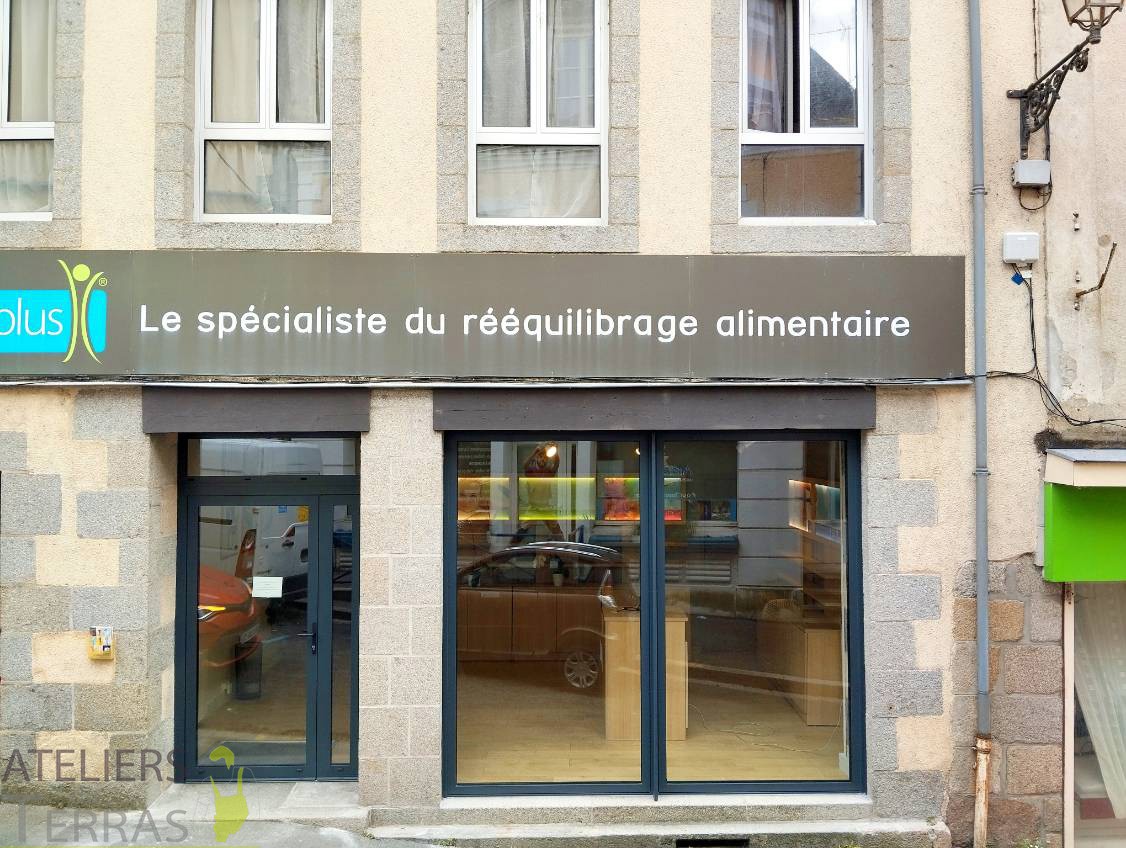 plus ®
Le spécialiste du rééquilibrage alimentaire
ATELIERS
TERRAS